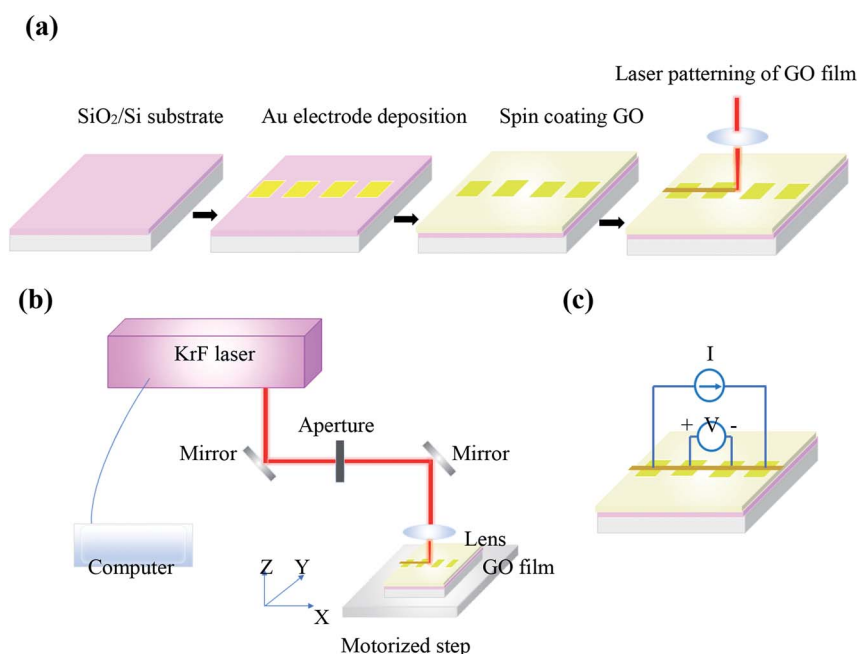 (a)
Laser patterning of GO film
SiO₂/Si substrate
Au electrode deposition
Spin coating GO
(b)
KrF laser
Aperture
Mirror
Mirror
Lens
GO film
Computer
Z
Y
X
Motorized step
(c)
I
+ V -